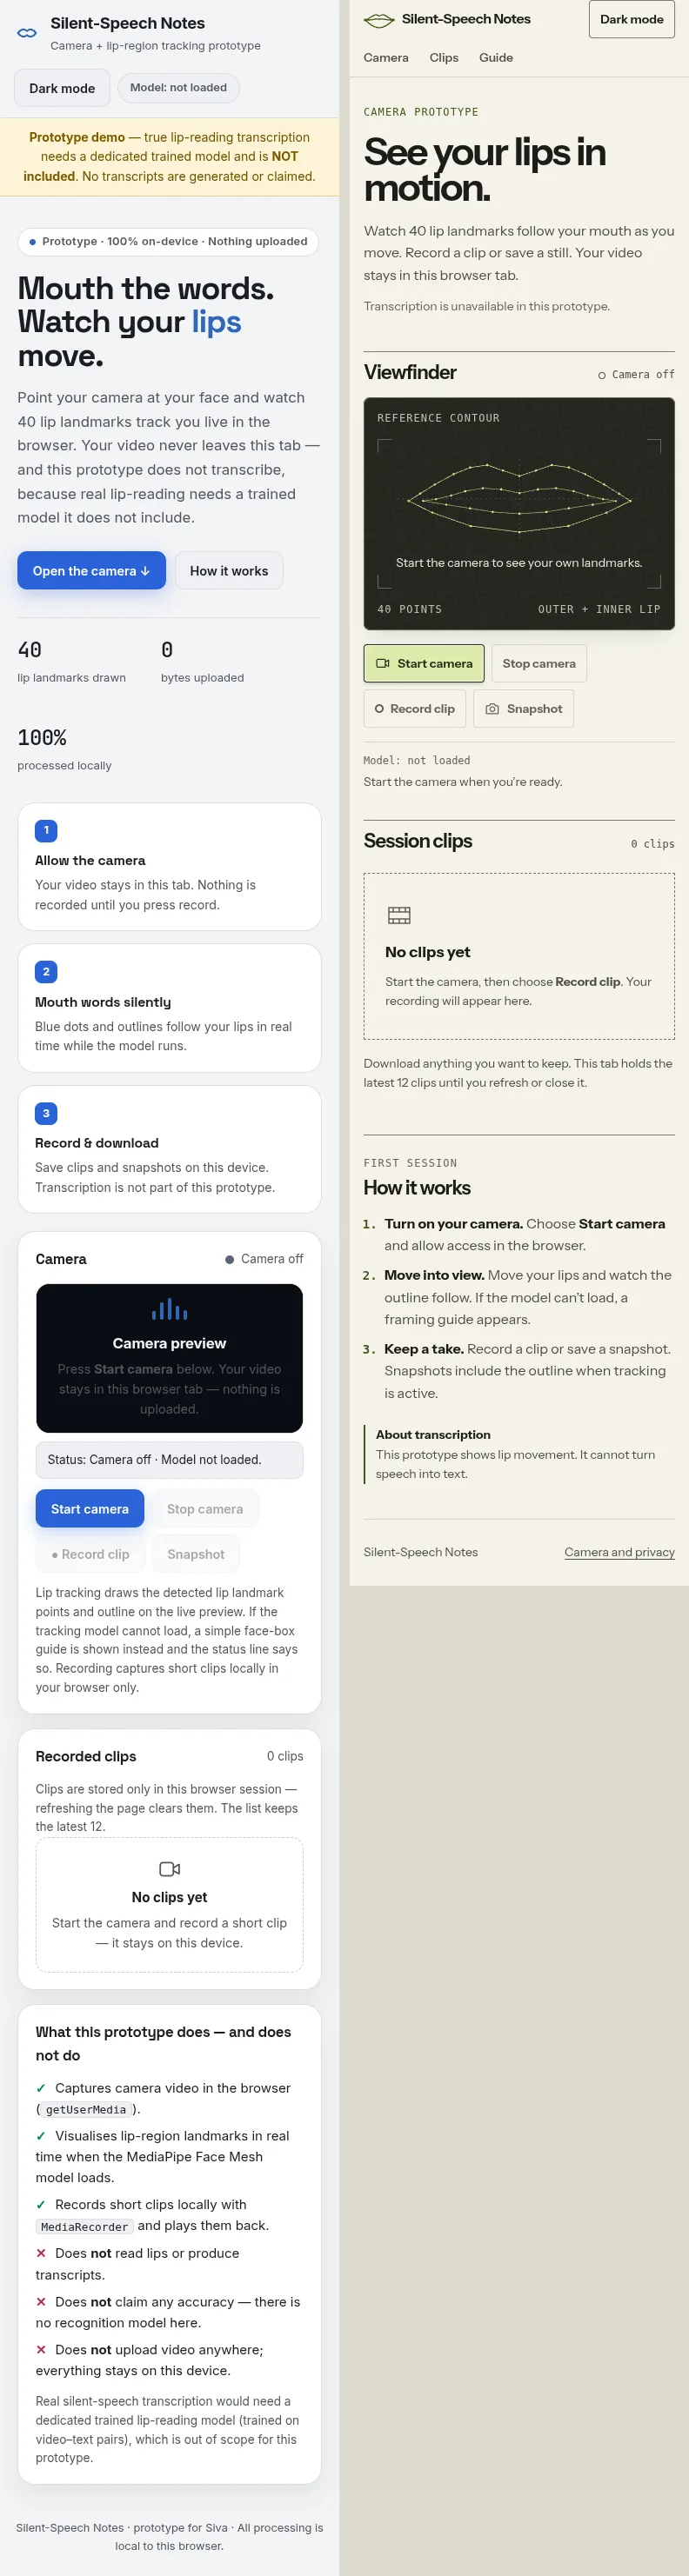 Silent-Speech Notes
Camera + lip-region tracking prototype
Dark mode
Model: not loaded
Prototype demo — true lip-reading transcription
needs a dedicated trained model and is NOT
included. No transcripts are generated or claimed.
Prototype · 100% on-device · Nothing uploaded
Mouth the words.
Watch your lips
move.
Point your camera at your face and watch
40 lip landmarks track you live in the
browser. Your video never leaves this tab —
and this prototype does not transcribe,
because real lip-reading needs a trained
model it does not include.
Open the camera ↓
How it works
40
lip landmarks drawn
0
bytes uploaded
100%
processed locally
1
Allow the camera
Your video stays in this tab. Nothing is
recorded until you press record.
2
Mouth words silently
Blue dots and outlines follow your lips in real
time while the model runs.
3
Record & download
Save clips and snapshots on this device.
Transcription is not part of this prototype.
Camera
Camera off
Camera preview
Press Start camera below. Your video
stays in this browser tab — nothing is
uploaded.
Status: Camera off · Model not loaded.
Start camera
Stop camera
● Record clip
Snapshot
Lip tracking draws the detected lip landmark
points and outline on the live preview. If the
tracking model cannot load, a simple face-box
guide is shown instead and the status line says
so. Recording captures short clips locally in
your browser only.
Recorded clips
0 clips
Clips are stored only in this browser session —
refreshing the page clears them. The list keeps
the latest 12.
No clips yet
Start the camera and record a short clip
— it stays on this device.
What this prototype does — and does
not do
✓ Captures camera video in the browser
(getUserMedia).
✓ Visualises lip-region landmarks in real
time when the MediaPipe Face Mesh
model loads.
✓ Records short clips locally with
MediaRecorder and plays them back.
✕ Does not read lips or produce
transcripts.
✕ Does not claim any accuracy — there is
no recognition model here.
✕ Does not upload video anywhere;
everything stays on this device.
Real silent-speech transcription would need a
dedicated trained lip-reading model (trained on
video–text pairs), which is out of scope for this
prototype.
Silent-Speech Notes · prototype for Siva · All processing is
local to this browser.
Silent-Speech Notes
Dark mode
Camera
Clips
Guide
CAMERA PROTOTYPE
See your lips in
motion.
Watch 40 lip landmarks follow your mouth as you
move. Record a clip or save a still. Your video
stays in this browser tab.
Transcription is unavailable in this prototype.
Viewfinder
Camera off
REFERENCE CONTOUR
Start the camera to see your own landmarks.
40 POINTS
OUTER + INNER LIP
Start camera
Stop camera
Record clip
Snapshot
Model: not loaded
Start the camera when you're ready.
Session clips
0 clips
No clips yet
Start the camera, then choose Record clip. Your
recording will appear here.
Download anything you want to keep. This tab holds the
latest 12 clips until you refresh or close it.
FIRST SESSION
How it works
1. Turn on your camera. Choose Start camera
and allow access in the browser.
2. Move into view. Move your lips and watch the
outline follow. If the model can't load, a
framing guide appears.
3. Keep a take. Record a clip or save a snapshot.
Snapshots include the outline when tracking
is active.
About transcription
This prototype shows lip movement. It cannot turn
speech into text.
Silent-Speech Notes
Camera and privacy